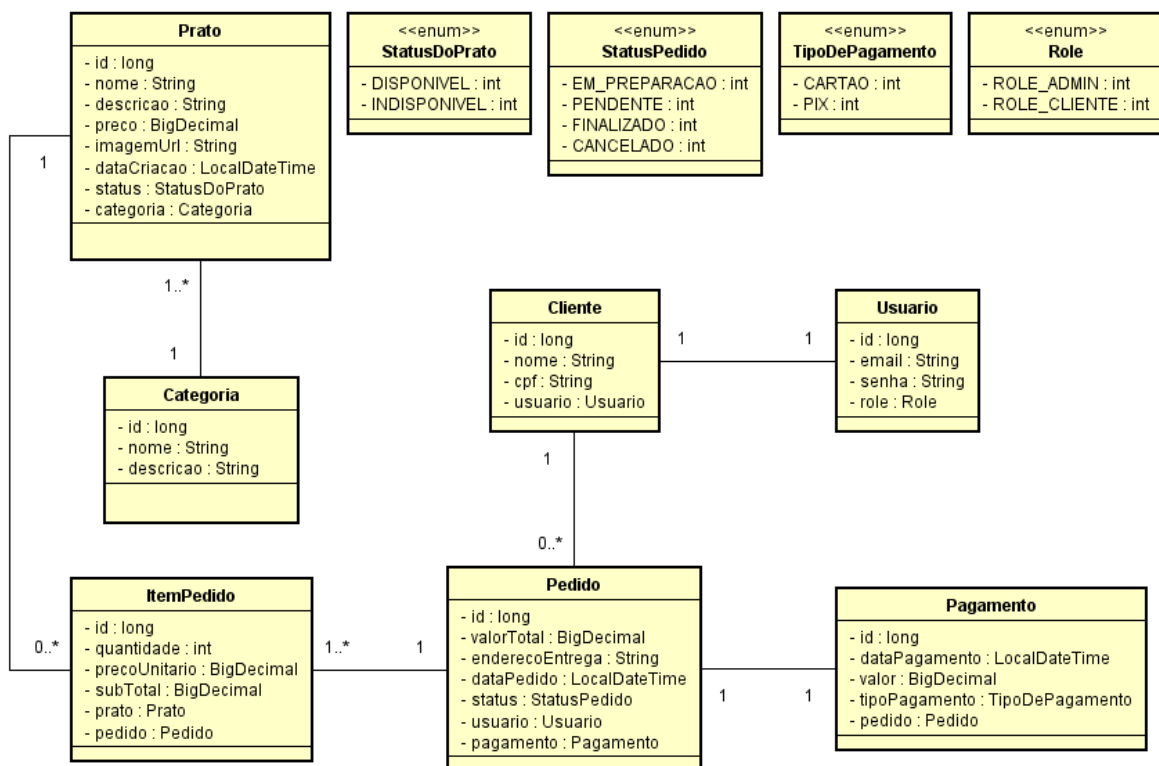 Prato
- id : long
- nome : String
- descricao : String
- preco : BigDecimal
- imagemUrl : String
- dataCriacao : LocalDateTime
- status : StatusDoPrato
- categoria : Categoria
<<enum>>
StatusDoPrato
- DISPONIVEL : int
- INDISPONIVEL : int
<<enum>>
StatusPedido
- EM_PREPARACAO : int
- PENDENTE : int
- FINALIZADO : int
- CANCELADO : int
<<enum>>
TipoDePagamento
- CARTAO : int
- PIX : int
<<enum>>
Role
- ROLE_ADMIN : int
- ROLE_CLIENTE : int
1
1..*
1
Categoria
- id : long
- nome : String
- descricao : String
Cliente
- id : long
- nome : String
- cpf : String
- usuario : Usuario
1
1
Usuario
- id : long
- email : String
- senha : String
- role : Role
1
0..*
ItemPedido
- id : long
- quantidade : int
- precoUnitario : BigDecimal
- subTotal : BigDecimal
- prato : Prato
- pedido : Pedido
0..*
1..*
1
Pedido
- id : long
- valorTotal : BigDecimal
- enderecoEntrega : String
- dataPedido : LocalDateTime
- status : StatusPedido
- usuario : Usuario
- pagamento : Pagamento
1
1
Pagamento
- id : long
- dataPagamento : LocalDateTime
- valor : BigDecimal
- tipoPagamento : TipoDePagamento
- pedido : Pedido